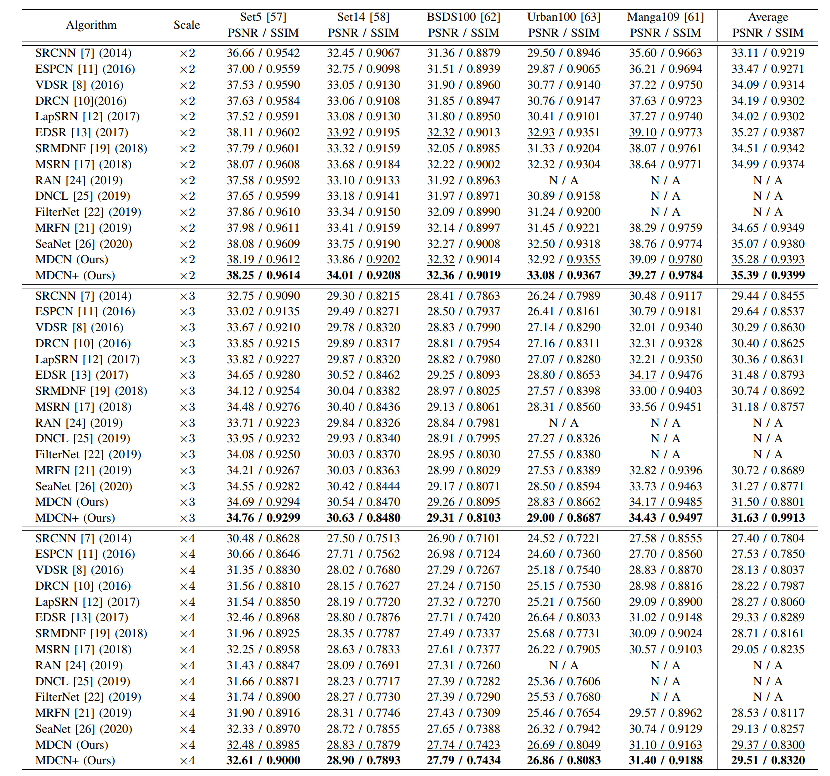 Algorithm Scale Set5 [57] Set14 [58] BSDS100 [62] Urban100 [63] Manga109 [61] Average
PSNR / SSIM PSNR / SSIM PSNR / SSIM PSNR / SSIM PSNR / SSIM PSNR / SSIM
SRCNN [7] (2014) ×2 36.66 / 0.9542 32.45 / 0.9067 31.36 / 0.8879 29.50 / 0.8946 35.60 / 0.9663 33.11 / 0.9219
ESPCN [11] (2016) ×2 37.00 / 0.9559 32.75 / 0.9098 31.51 / 0.8939 29.87 / 0.9065 36.21 / 0.9694 33.47 / 0.9271
VDSR [8] (2016) ×2 37.53 / 0.9590 33.05 / 0.9130 31.90 / 0.8960 30.77 / 0.9140 37.22 / 0.9750 34.09 / 0.9314
DRCN [10](2016) ×2 37.63 / 0.9584 33.06 / 0.9108 31.85 / 0.8947 30.76 / 0.9147 37.63 / 0.9723 34.19 / 0.9302
LapSRN [12] (2017) ×2 37.52 / 0.9591 33.08 / 0.9130 31.80 / 0.8950 30.41 / 0.9101 37.27 / 0.9740 34.02 / 0.9302
EDSR [13] (2017) ×2 38.11 / 0.9602 33.92 / 0.9195 32.32 / 0.9013 32.93 / 0.9351 39.10 / 0.9773 35.27 / 0.9387
SRMDNF [19] (2018) ×2 37.79 / 0.9601 33.32 / 0.9159 32.05 / 0.8985 31.33 / 0.9204 38.07 / 0.9761 34.51 / 0.9342
MSRN [17] (2018) ×2 38.07 / 0.9608 33.68 / 0.9184 32.22 / 0.9002 32.32 / 0.9304 38.64 / 0.9771 34.99 / 0.9374
RAN [24] (2019) ×2 37.58 / 0.9592 33.10 / 0.9133 31.92 / 0.8963 N / A N / A N / A
DNCL [25] (2019) ×2 37.65 / 0.9599 33.18 / 0.9141 31.97 / 0.8971 30.89 / 0.9158 N / A N / A
FilterNet [22] (2019) ×2 37.86 / 0.9610 33.34 / 0.9150 32.09 / 0.8990 31.24 / 0.9200 N / A N / A
MRFN [21] (2019) ×2 37.98 / 0.9611 33.41 / 0.9159 32.14 / 0.8997 31.45 / 0.9221 38.29 / 0.9759 34.65 / 0.9349
SeaNet [26] (2020) ×2 38.08 / 0.9609 33.75 / 0.9190 32.27 / 0.9008 32.50 / 0.9318 38.76 / 0.9774 35.07 / 0.9380
MDCN (Ours) ×2 38.19 / 0.9612 33.86 / 0.9202 32.32 / 0.9014 32.92 / 0.9355 39.09 / 0.9780 35.28 / 0.9393
MDCN+ (Ours) ×2 38.25 / 0.9614 34.01 / 0.9208 32.36 / 0.9019 33.08 / 0.9367 39.27 / 0.9784 35.39 / 0.9399
SRCNN [7] (2014) ×3 32.75 / 0.9090 29.30 / 0.8215 28.41 / 0.7863 26.24 / 0.7989 30.48 / 0.9117 29.44 / 0.8455
ESPCN [11] (2016) ×3 33.02 / 0.9135 29.49 / 0.8271 28.50 / 0.7937 26.41 / 0.8161 30.79 / 0.9181 29.64 / 0.8537
VDSR [8] (2016) ×3 33.67 / 0.9210 29.78 / 0.8320 28.83 / 0.7990 27.14 / 0.8290 32.01 / 0.9340 30.29 / 0.8630
DRCN [10] (2016) ×3 33.85 / 0.9215 29.89 / 0.8317 28.81 / 0.7954 27.16 / 0.8311 32.31 / 0.9328 30.40 / 0.8625
LapSRN [12] (2017) ×3 33.82 / 0.9227 29.87 / 0.8320 28.82 / 0.7980 27.07 / 0.8280 32.21 / 0.9350 30.36 / 0.8631
EDSR [13] (2017) ×3 34.65 / 0.9280 30.52 / 0.8462 29.25 / 0.8093 28.80 / 0.8653 34.17 / 0.9476 31.48 / 0.8793
SRMDNF [19] (2018) ×3 34.12 / 0.9254 30.04 / 0.8382 28.97 / 0.8025 27.57 / 0.8398 33.00 / 0.9403 30.74 / 0.8692
MSRN [17] (2018) ×3 34.48 / 0.9276 30.40 / 0.8436 29.13 / 0.8061 28.31 / 0.8560 33.56 / 0.9451 31.18 / 0.8757
RAN [24] (2019) ×3 33.71 / 0.9223 29.84 / 0.8326 28.84 / 0.7981 N / A N / A N / A
DNCL [25] (2019) ×3 33.95 / 0.9232 29.93 / 0.8340 28.91 / 0.7995 27.27 / 0.8326 N / A N / A
FilterNet [22] (2019) ×3 34.08 / 0.9250 30.03 / 0.8370 28.95 / 0.8030 27.55 / 0.8380 N / A N / A
MRFN [21] (2019) ×3 34.21 / 0.9267 30.03 / 0.8363 28.99 / 0.8029 27.53 / 0.8389 32.82 / 0.9396 30.72 / 0.8689
SeaNet [26] (2020) ×3 34.55 / 0.9282 30.42 / 0.8444 29.17 / 0.8071 28.50 / 0.8594 33.73 / 0.9463 31.27 / 0.8771
MDCN (Ours) ×3 34.69 / 0.9294 30.54 / 0.8470 29.26 / 0.8095 28.83 / 0.8662 34.17 / 0.9485 31.50 / 0.8801
MDCN+ (Ours) ×3 34.76 / 0.9299 30.63 / 0.8480 29.31 / 0.8103 29.00 / 0.8687 34.43 / 0.9497 31.63 / 0.9913
SRCNN [7] (2014) ×4 30.48 / 0.8628 27.50 / 0.7513 26.90 / 0.7101 24.52 / 0.7221 27.58 / 0.8555 27.40 / 0.7804
ESPCN [11] (2016) ×4 30.66 / 0.8646 27.71 / 0.7562 26.98 / 0.7124 24.60 / 0.7360 27.70 / 0.8560 27.53 / 0.7850
VDSR [8] (2016) ×4 31.35 / 0.8830 28.02 / 0.7680 27.29 / 0.7267 25.18 / 0.7540 28.83 / 0.8870 28.13 / 0.8037
DRCN [10] (2016) ×4 31.56 / 0.8810 28.15 / 0.7627 27.24 / 0.7150 25.15 / 0.7530 28.98 / 0.8816 28.22 / 0.7987
LapSRN [12] (2017) ×4 31.54 / 0.8850 28.19 / 0.7720 27.32 / 0.7270 25.21 / 0.7560 29.09 / 0.8900 28.27 / 0.8060
EDSR [13] (2017) ×4 32.46 / 0.8968 28.80 / 0.7876 27.71 / 0.7420 26.64 / 0.8033 31.02 / 0.9148 29.33 / 0.8289
SRMDNF [19] (2018) ×4 31.96 / 0.8925 28.35 / 0.7787 27.49 / 0.7337 25.68 / 0.7731 30.09 / 0.9024 28.71 / 0.8161
MSRN [17] (2018) ×4 32.25 / 0.8958 28.63 / 0.7833 27.61 / 0.7377 26.22 / 0.7905 30.57 / 0.9103 29.05 / 0.8235
RAN [24] (2019) ×4 31.43 / 0.8847 28.09 / 0.7691 27.31 / 0.7260 N / A N / A N / A
DNCL [25] (2019) ×4 31.66 / 0.8871 28.23 / 0.7717 27.39 / 0.7282 25.36 / 0.7606 N / A N / A
FilterNet [22] (2019) ×4 31.74 / 0.8900 28.27 / 0.7730 27.39 / 0.7290 25.53 / 0.7680 N / A N / A
MRFN [21] (2019) ×4 31.90 / 0.8916 28.31 / 0.7746 27.43 / 0.7309 25.46 / 0.7654 29.57 / 0.8962 28.53 / 0.8117
SeaNet [26] (2020) ×4 32.33 / 0.8970 28.72 / 0.7855 27.65 / 0.7388 26.32 / 0.7942 30.74 / 0.9129 29.13 / 0.8257
MDCN (Ours) ×4 32.48 / 0.8985 28.83 / 0.7879 27.74 / 0.7423 26.69 / 0.8049 31.10 / 0.9163 29.37 / 0.8300
MDCN+ (Ours) ×4 32.61 / 0.9000 28.90 / 0.7893 27.79 / 0.7434 26.86 / 0.8083 31.40 / 0.9188 29.51 / 0.8320